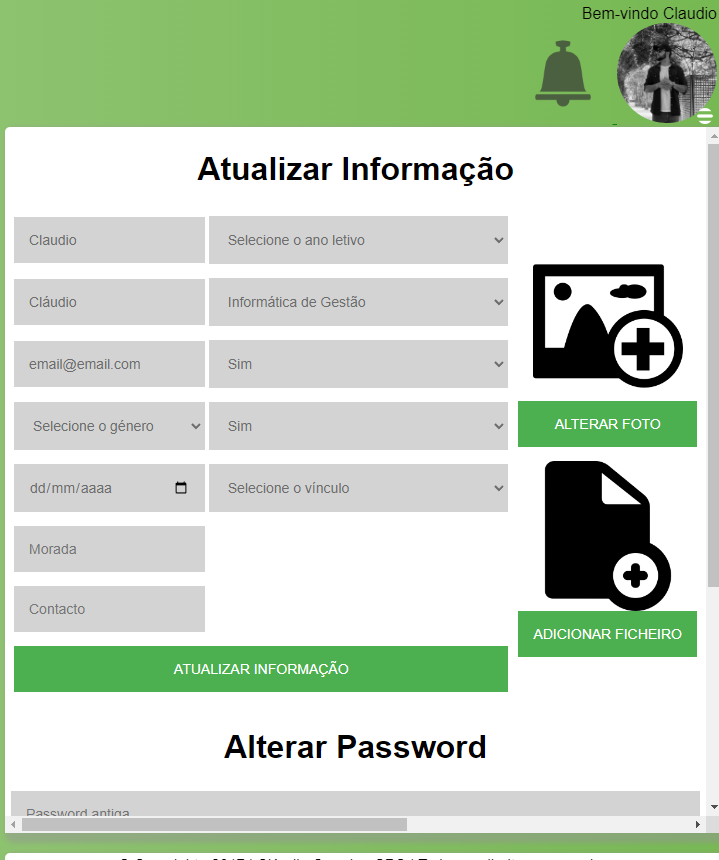 Bem-vindo Claudio
Atualizar Informação
Claudio
Selecione o ano letivo
Cláudio
Informática de Gestão
email@email.com
Sim
Selecione o género
Sim
ALTERAR FOTO
dd/mm/aaaa
Selecione o vínculo
Morada
Contacto
ADICIONAR FICHEIRO
ATUALIZAR INFORMAÇÃO
Alterar Password
Password antiga